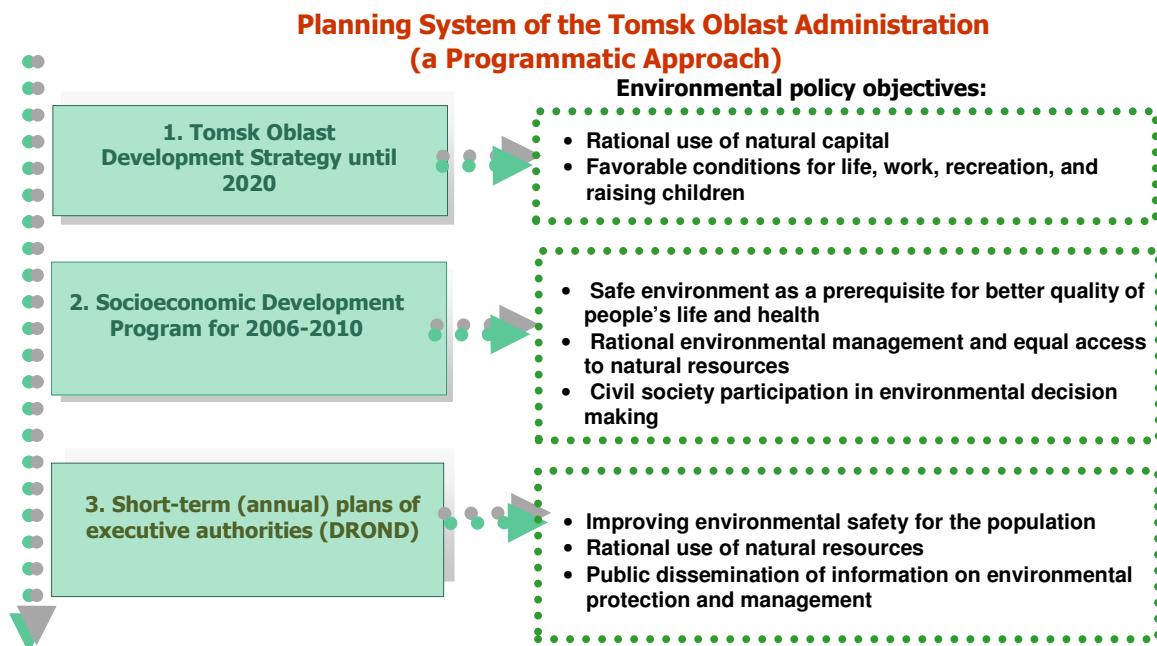 Planning System of the Tomsk Oblast Administration
(a Programmatic Approach)
Environmental policy objectives:
1. Tomsk Oblast
Development Strategy until
2020
• Rational use of natural capital
• Favorable conditions for life, work, recreation, and
raising children
2. Socioeconomic Development
Program for 2006-2010
• Safe environment as a prerequisite for better quality of
people's life and health
• Rational environmental management and equal access
to natural resources
• Civil society participation in environmental decision
making
3. Short-term (annual) plans of
executive authorities (DROND)
• Improving environmental safety for the population
• Rational use of natural resources
• Public dissemination of information on environmental
protection and management